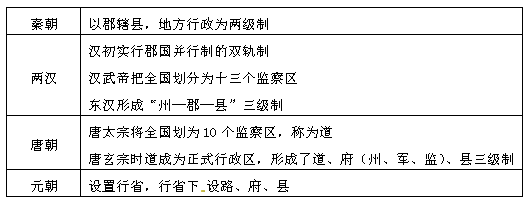 秦朝
以郡辖县，地方行政为两级制
两汉
汉初实行郡国并行制的双轨制
汉武帝把全国划分为十三个监察区
东汉形成“州—郡—县”三级制
唐朝
唐太宗将全国划为 10 个监察区，称为道
唐玄宗时道成为正式行政区，形成了道、府（州、军、监）、县三级制
元朝
设置行省，行省下设路、府、县